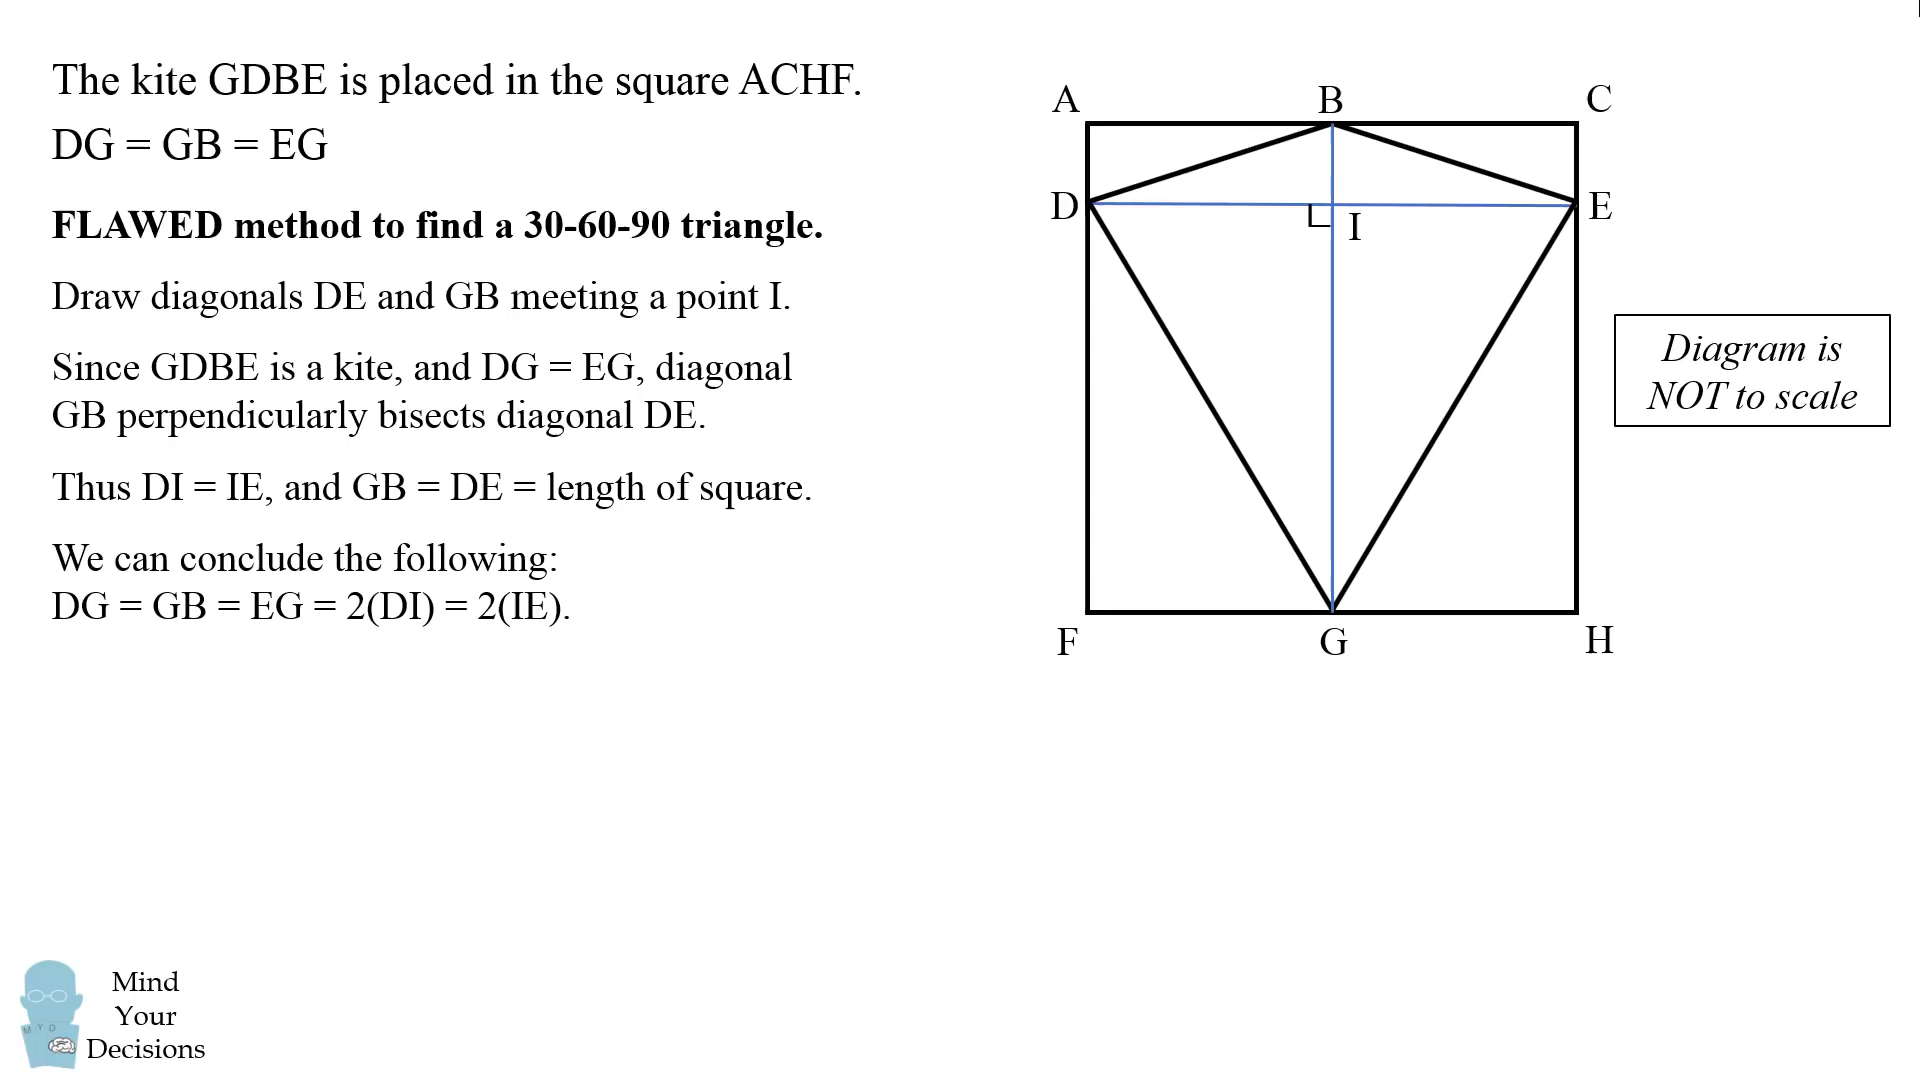 The kite GDBE is placed in the square ACHF.
DG = GB = EG
FLAWED method to find a 30-60-90 triangle.
Draw diagonals DE and GB meeting a point I.
Since GDBE is a kite, and DG = EG, diagonal
GB perpendicularly bisects diagonal DE.
Thus DI = IE, and GB = DE = length of square.
We can conclude the following:
DG = GB = EG = 2(DI) = 2(IE).
A B C
D E
I
F G H
Diagram is
NOT to scale
M Y D
Mind
Your
Decisions